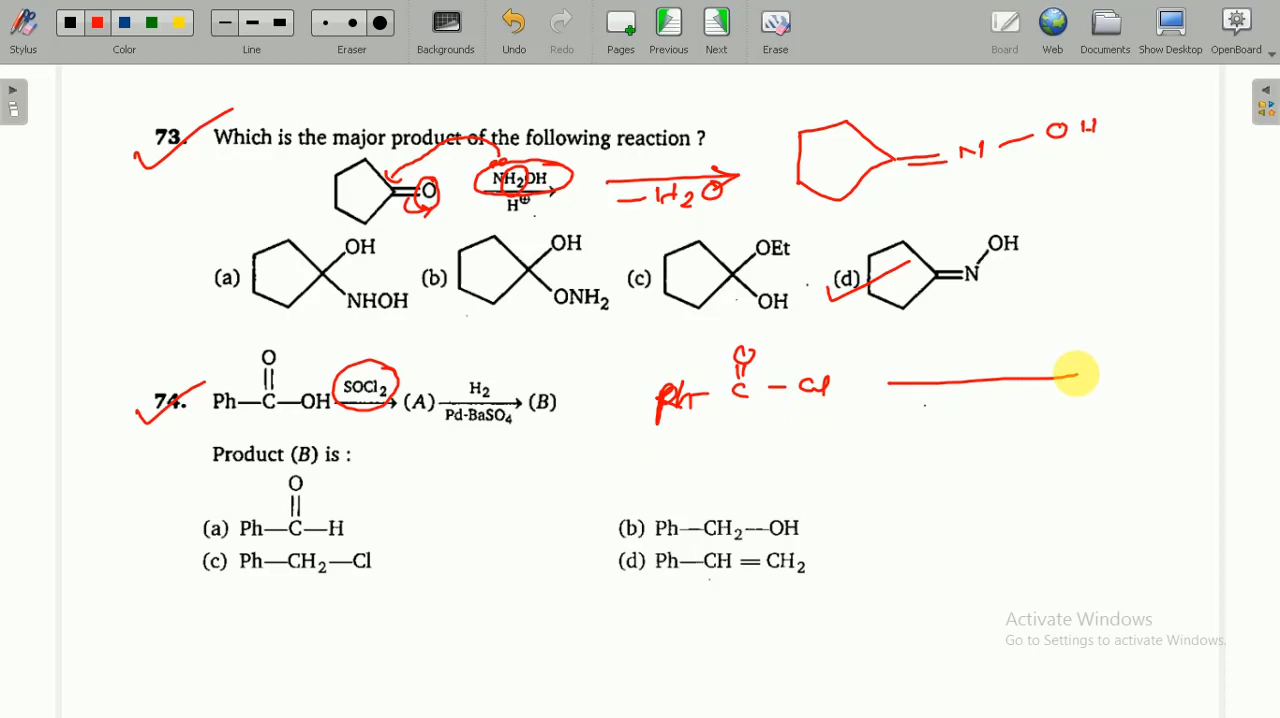 Stylus Color Line Eraser Backgrounds Undo Redo Pages Previous Next Erase Board Web Documents Show Desktop OpenBoard
73. Which is the major product of the following reaction ?
O NH2OH H⊕ − H2O N OH
(a) OH NHOH (b) OH ONH2 (c) OEt OH (d) N OH
74. Ph—C(=O)—OH SOCl2 (A) H2 Pd-BaSO4 (B)
Ph C(=O) – Cl
Product (B) is :
(a) Ph—C(=O)—H (b) Ph—CH2—OH
(c) Ph—CH2—Cl (d) Ph—CH=CH2
Activate Windows
Go to Settings to activate Windows.